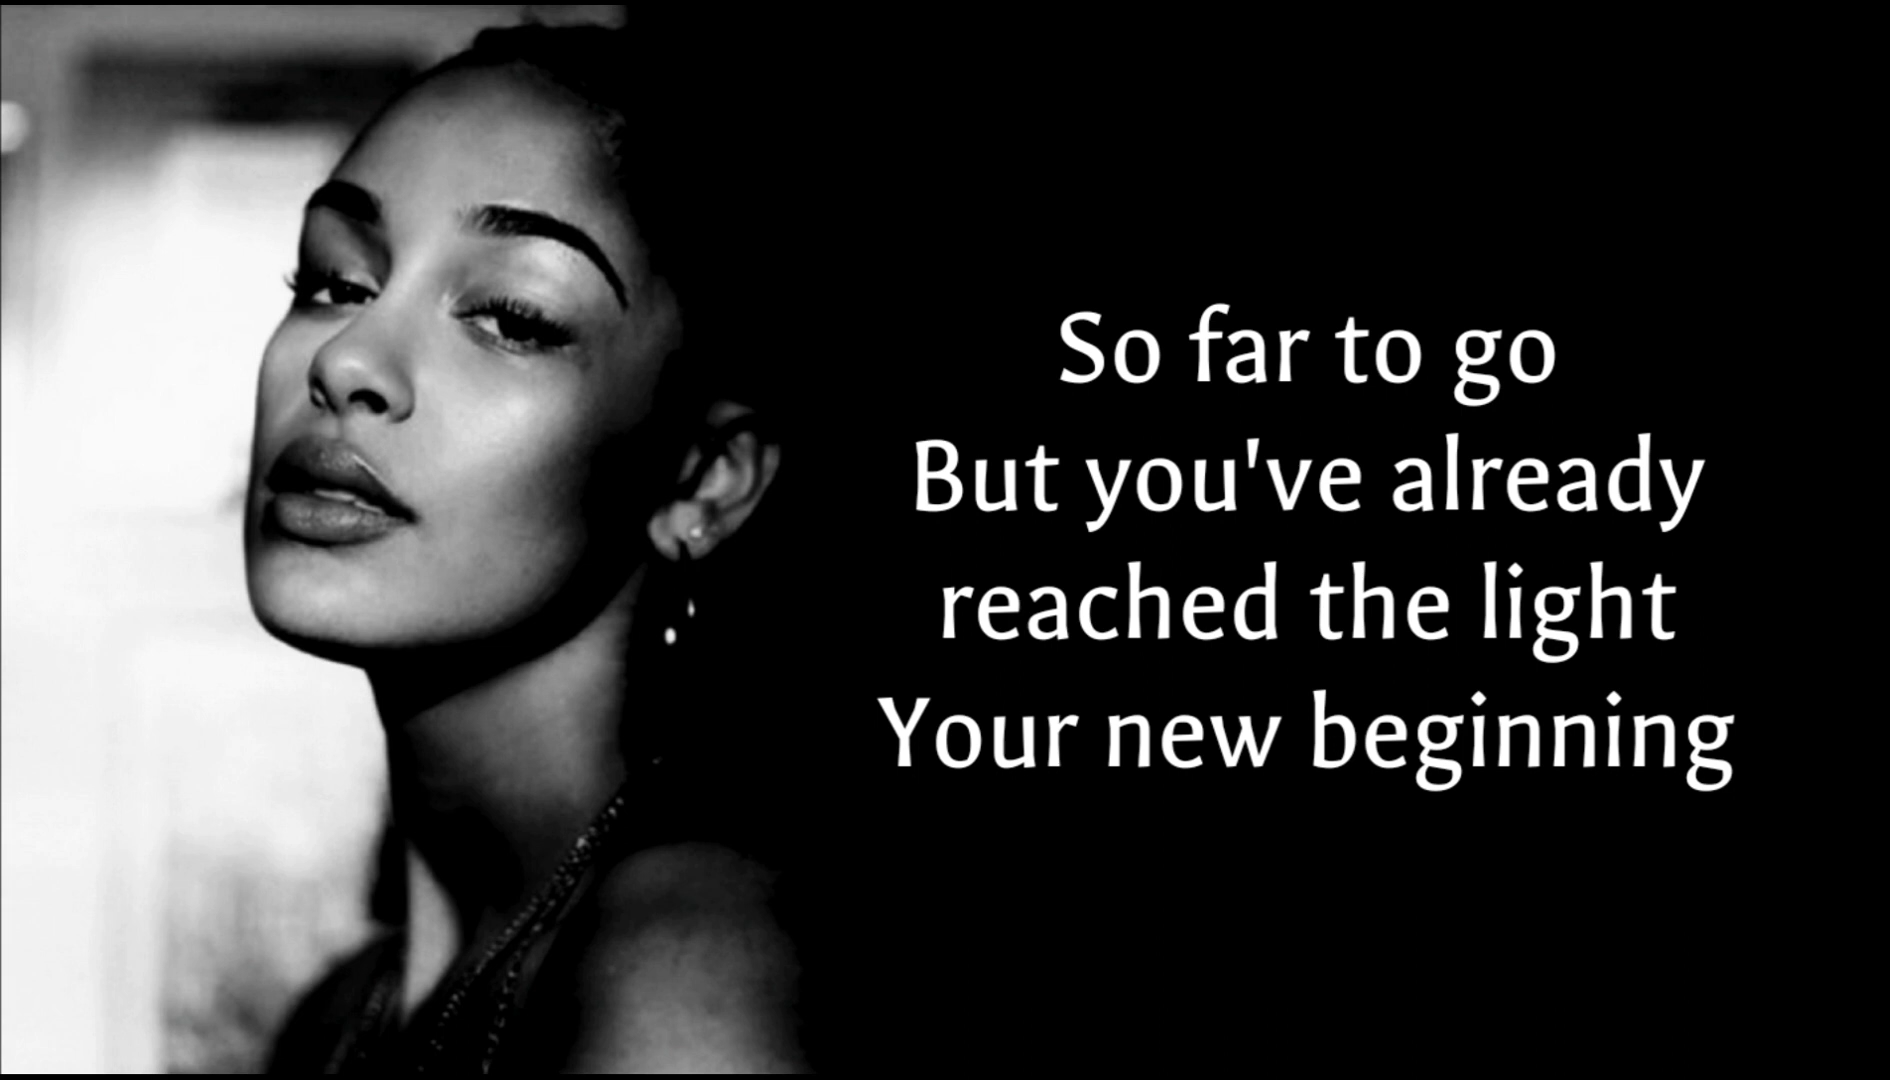 So far to go
But you've already
reached the light
Your new beginning